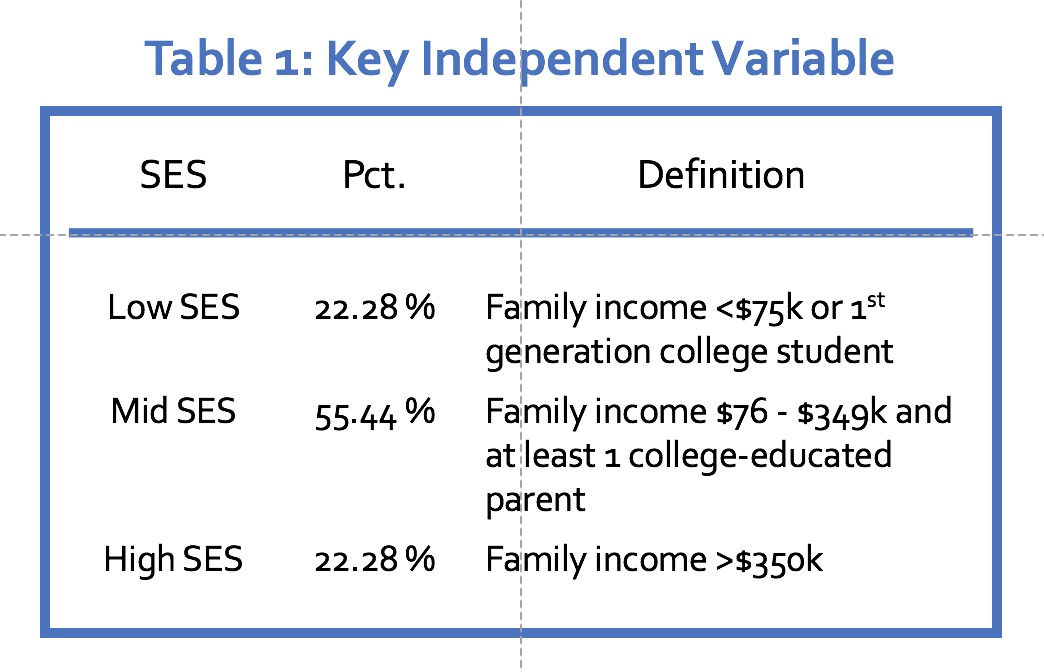 Table 1: Key Independent Variable
SES Pct. Definition
Low SES 22.28 % Family income <$75k or 1st
generation college student
Mid SES 55.44 % Family income $76 - $349k and
at least 1 college-educated
parent
High SES 22.28 % Family income >$350k